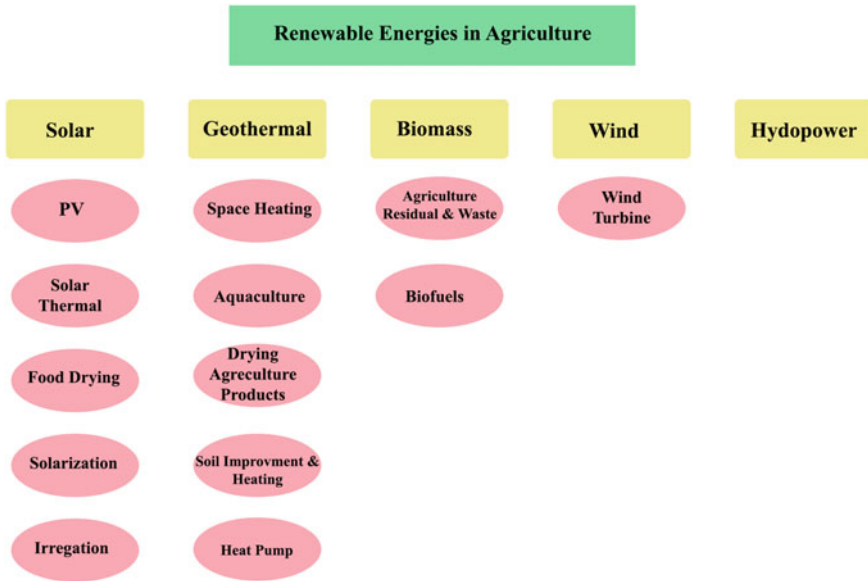 Renewable Energies in Agriculture
Solar
Geothermal
Biomass
Wind
Hydopower
PV
Space Heating
Agriculture
Residual & Waste
Wind
Turbine
Solar
Thermal
Aquaculture
Biofuels
Food Drying
Drying
Agreculture
Products
Solarization
Soil Improvment &
Heating
Irregation
Heat Pump